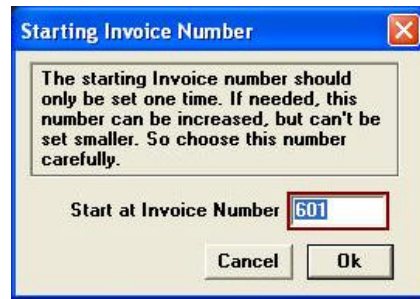 Starting Invoice Number
The starting Invoice number should
only be set one time. If needed, this
number can be increased, but can't be
set smaller. So choose this number
carefully.
Start at Invoice Number 601
Cancel Ok